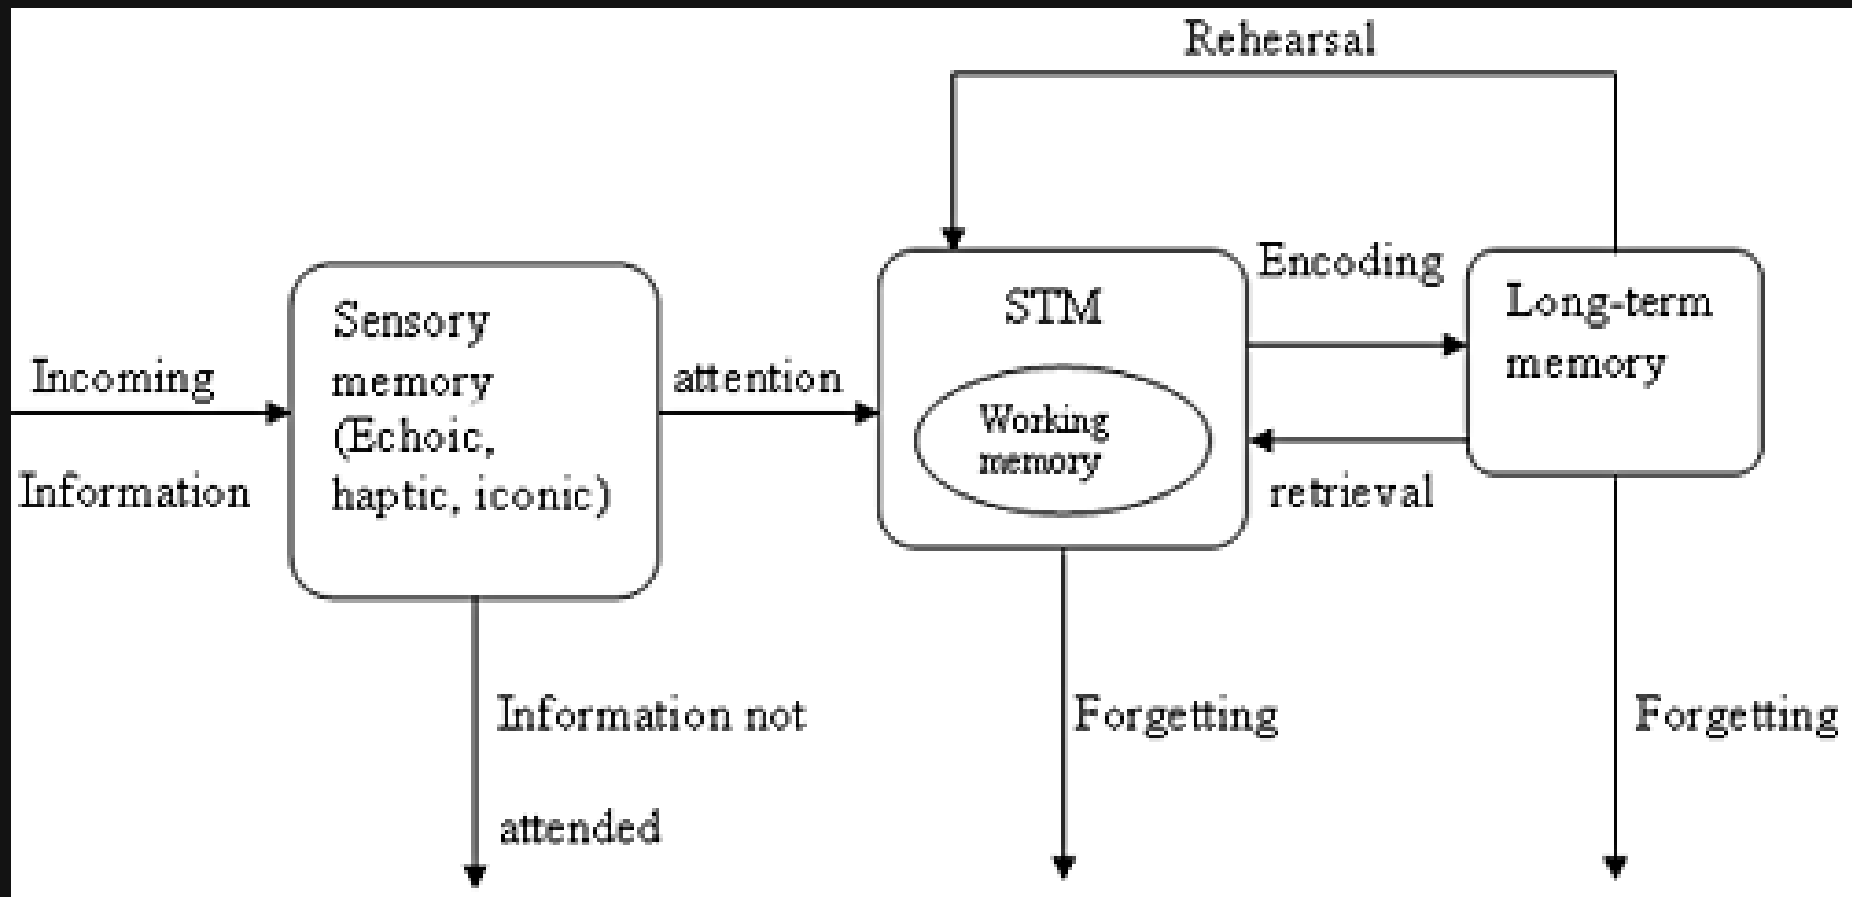 Rehearsal
Incoming
Information
Sensory
memory
(Echoic,
haptic, iconic)
attention
STM
Working
memory
Encoding
retrieval
Long-term
memory
Information not
attended
Forgetting
Forgetting